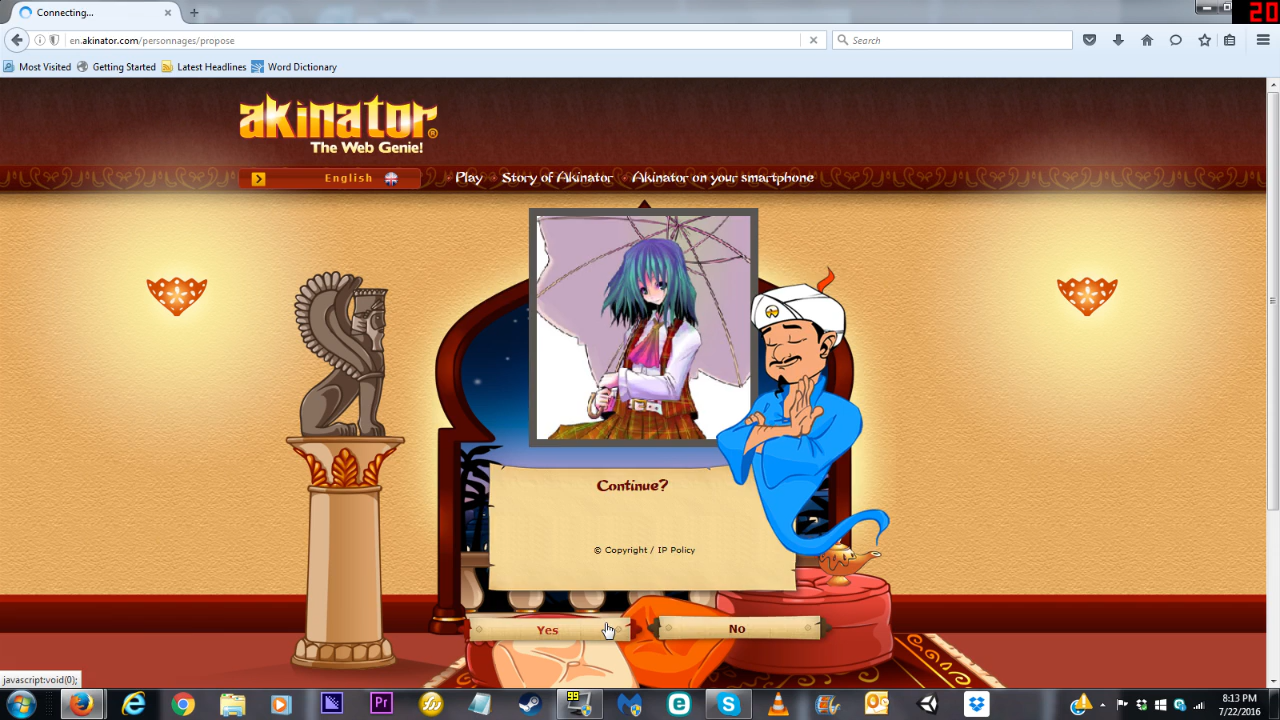 Connecting...
20
en.akinator.com/personnages/propose
Search
Most Visited
Getting Started
Latest Headlines
Word Dictionary
akinator®
The Web Genie!
English
Play
Story of Akinator
Akinator on your smartphone
Continue?
© Copyright / IP Policy
Yes
No
javascript:void(0);
Pr
99
8:13 PM
7/22/2016